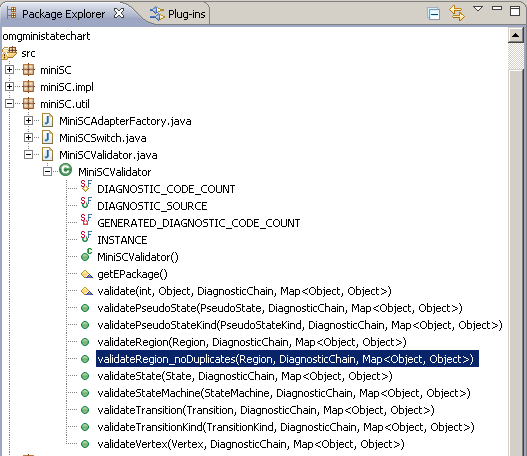 Package Explorer Plug-ins
omgministatechart
src
miniSC
miniSC.impl
miniSC.util
MiniSCAdapterFactory.java
MiniSCSwitch.java
MiniSCValidator.java
MiniSCValidator
DIAGNOSTIC_CODE_COUNT
DIAGNOSTIC_SOURCE
GENERATED_DIAGNOSTIC_CODE_COUNT
INSTANCE
MiniSCValidator()
getEPackage()
validate(int, Object, DiagnosticChain, Map<Object, Object>)
validatePseudoState(PseudoState, DiagnosticChain, Map<Object, Object>)
validatePseudoStateKind(PseudoStateKind, DiagnosticChain, Map<Object, Object>)
validateRegion(Region, DiagnosticChain, Map<Object, Object>)
validateRegion_noDuplicates(Region, DiagnosticChain, Map<Object, Object>)
validateState(State, DiagnosticChain, Map<Object, Object>)
validateStateMachine(StateMachine, DiagnosticChain, Map<Object, Object>)
validateTransition(Transition, DiagnosticChain, Map<Object, Object>)
validateTransitionKind(TransitionKind, DiagnosticChain, Map<Object, Object>)
validateVertex(Vertex, DiagnosticChain, Map<Object, Object>)